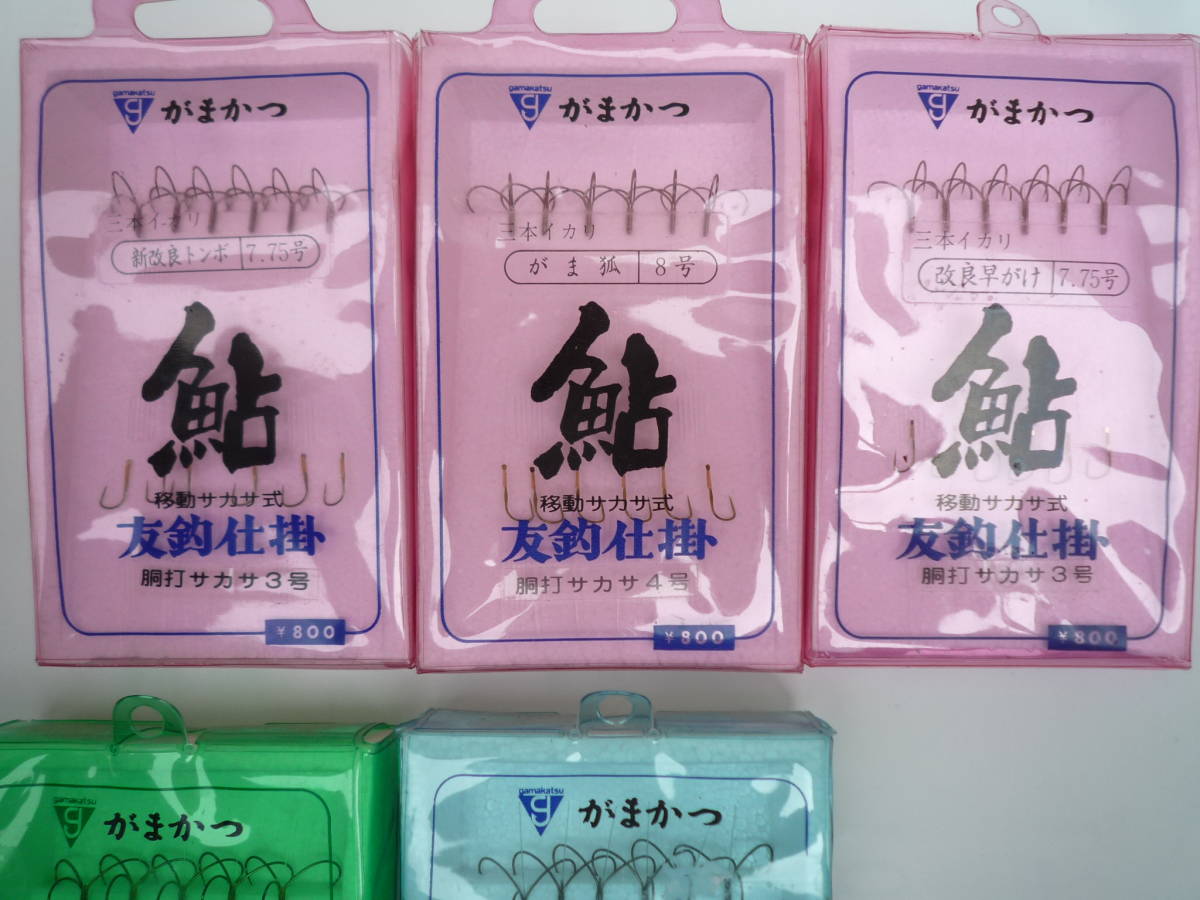 gamakatsu
がまかつ
三本イカリ
新改良トンボ 7.75号
鮎
移動サカサ式
友釣仕掛
胴打サカサ3号
¥800
gamakatsu
がまかつ
三本イカリ
がま狐 8号
鮎
移動サカサ式
友釣仕掛
胴打サカサ4号
¥800
gamakatsu
がまかつ
三本イカリ
改良早がけ 7.75号
鮎
移動サカサ式
友釣仕掛
胴打サカサ3号
¥800
gamakatsu
がまかつ
gamakatsu
がまかつ